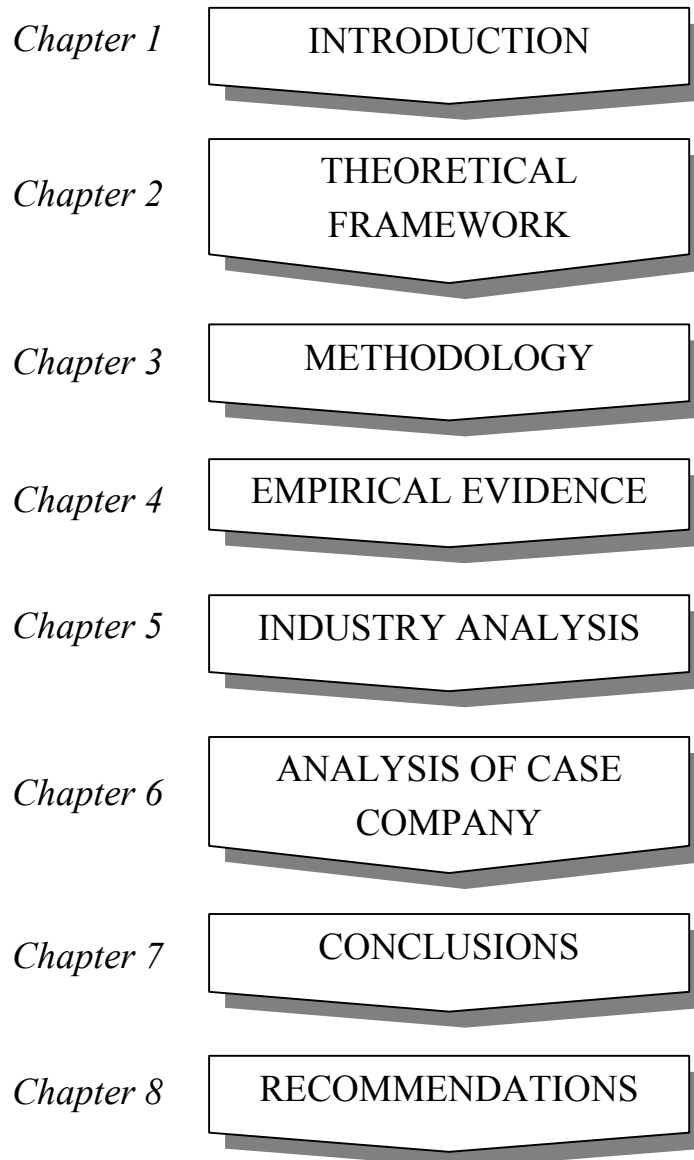 Chapter 1
INTRODUCTION
Chapter 2
THEORETICAL
FRAMEWORK
Chapter 3
METHODOLOGY
Chapter 4
EMPIRICAL EVIDENCE
Chapter 5
INDUSTRY ANALYSIS
Chapter 6
ANALYSIS OF CASE
COMPANY
Chapter 7
CONCLUSIONS
Chapter 8
RECOMMENDATIONS